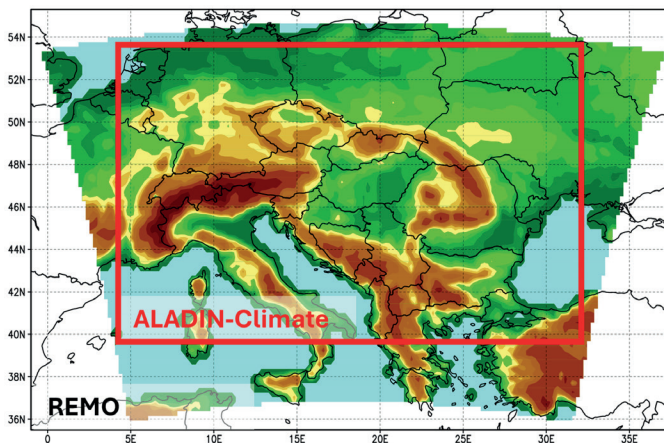 54N
52N
50N
48N
46N
44N
42N
ALADIN-Climate
40N
38N
REMO
36N
0 5E 10E 15E 20E 25E 30E 35E